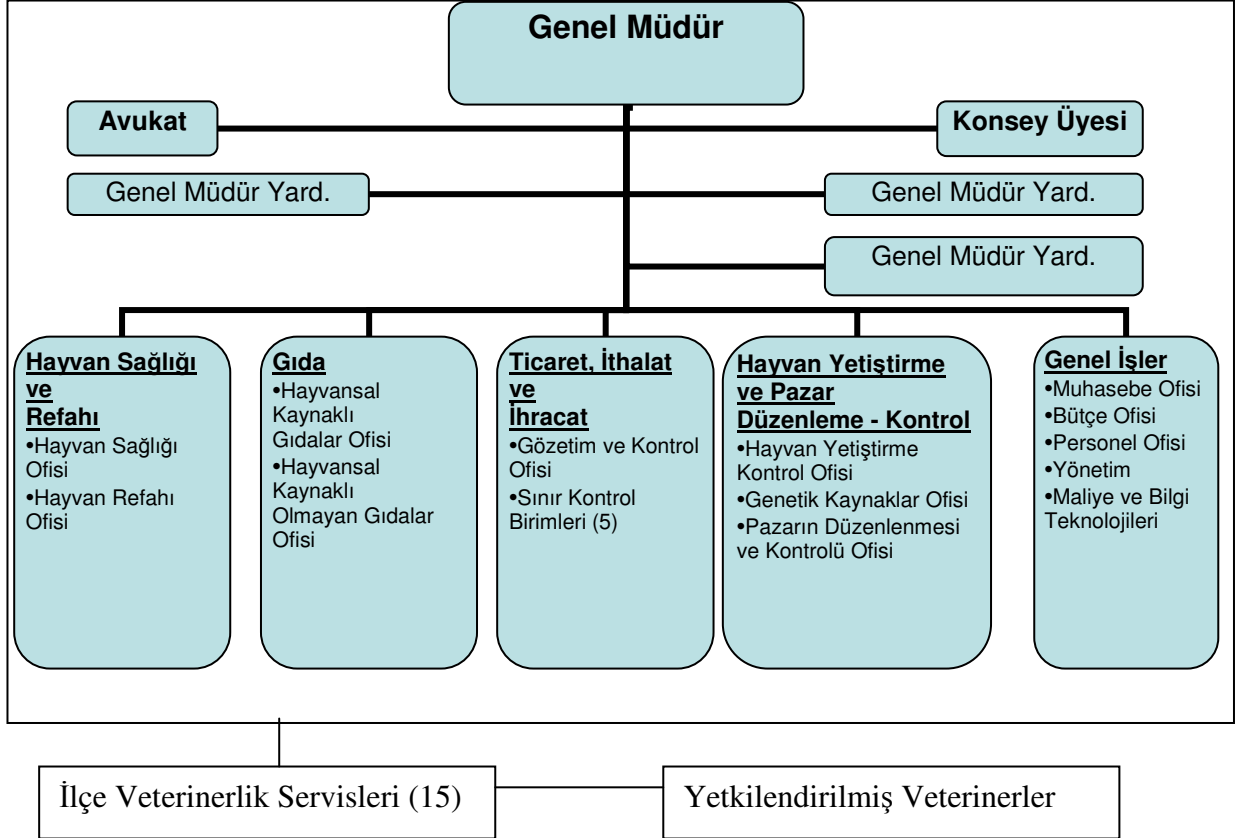 Genel Müdür
Avukat
Konsey Üyesi
Genel Müdür Yard.
Genel Müdür Yard.
Genel Müdür Yard.
Hayvan Sağlığı
ve
Refahı
•Hayvan Sağlığı
Ofisi
•Hayvan Refahı
Ofisi
Gıda
•Hayvansal
Kaynaklı
Gıdalar Ofisi
•Hayvansal
Kaynaklı
Olmayan Gıdalar
Ofisi
Ticaret, İthalat
ve
İhracat
•Gözetim ve Kontrol
Ofisi
•Sınır Kontrol
Birimleri (5)
Hayvan Yetiştirme
ve Pazar
Düzenleme - Kontrol
•Hayvan Yetiştirme
Kontrol Ofisi
•Genetik Kaynaklar Ofisi
•Pazarın Düzenlenmesi
ve Kontrolü Ofisi
Genel İşler
•Muhasebe Ofisi
•Bütçe Ofisi
•Personel Ofisi
•Yönetim
•Maliye ve Bilgi
Teknolojileri
İlçe Veterinerlik Servisleri (15)
Yetkilendirilmiş Veterinerler